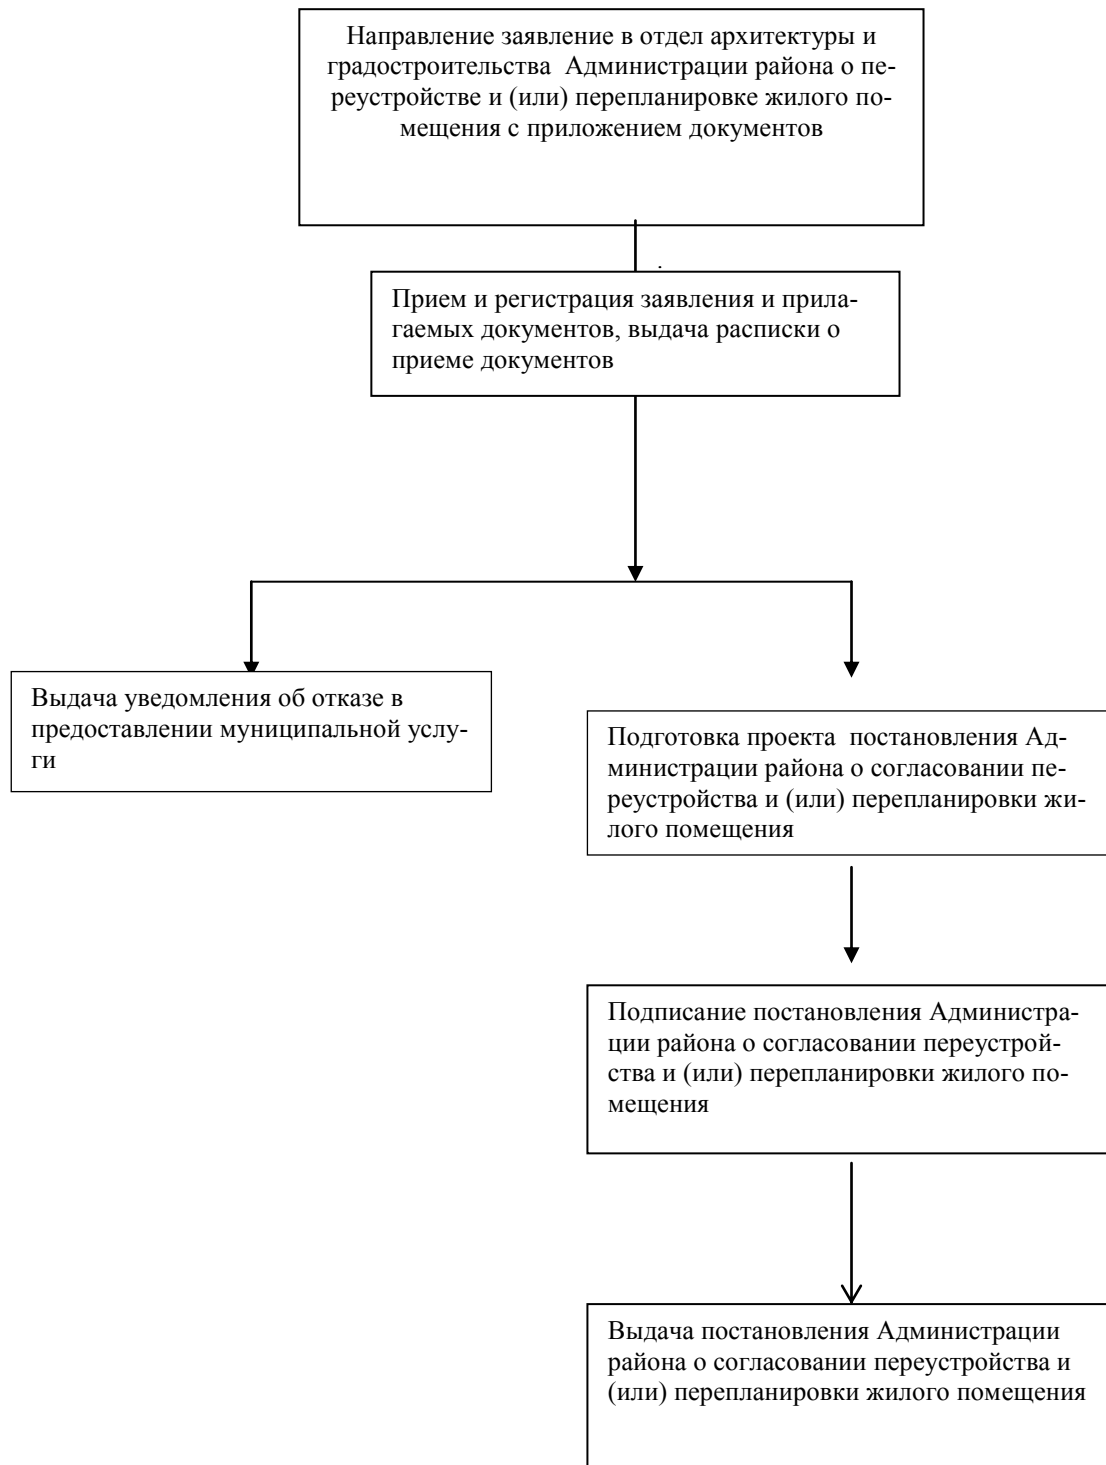 Направление заявление в отдел архитектуры и
градостроительства Администрации района о пе-
реустройстве и (или) перепланировке жилого по-
мещения с приложением документов
.
Прием и регистрация заявления и прила-
гаемых документов, выдача расписки о
приеме документов
Выдача уведомления об отказе в
предоставлении муниципальной услу-
ги
Подготовка проекта постановления Ад-
министрации района о согласовании пе-
реустройства и (или) перепланировки жи-
лого помещения
Подписание постановления Администра-
ции района о согласовании переустрой-
ства и (или) перепланировки жилого по-
мещения
Выдача постановления Администрации
района о согласовании переустройства и
(или) перепланировки жилого помещения